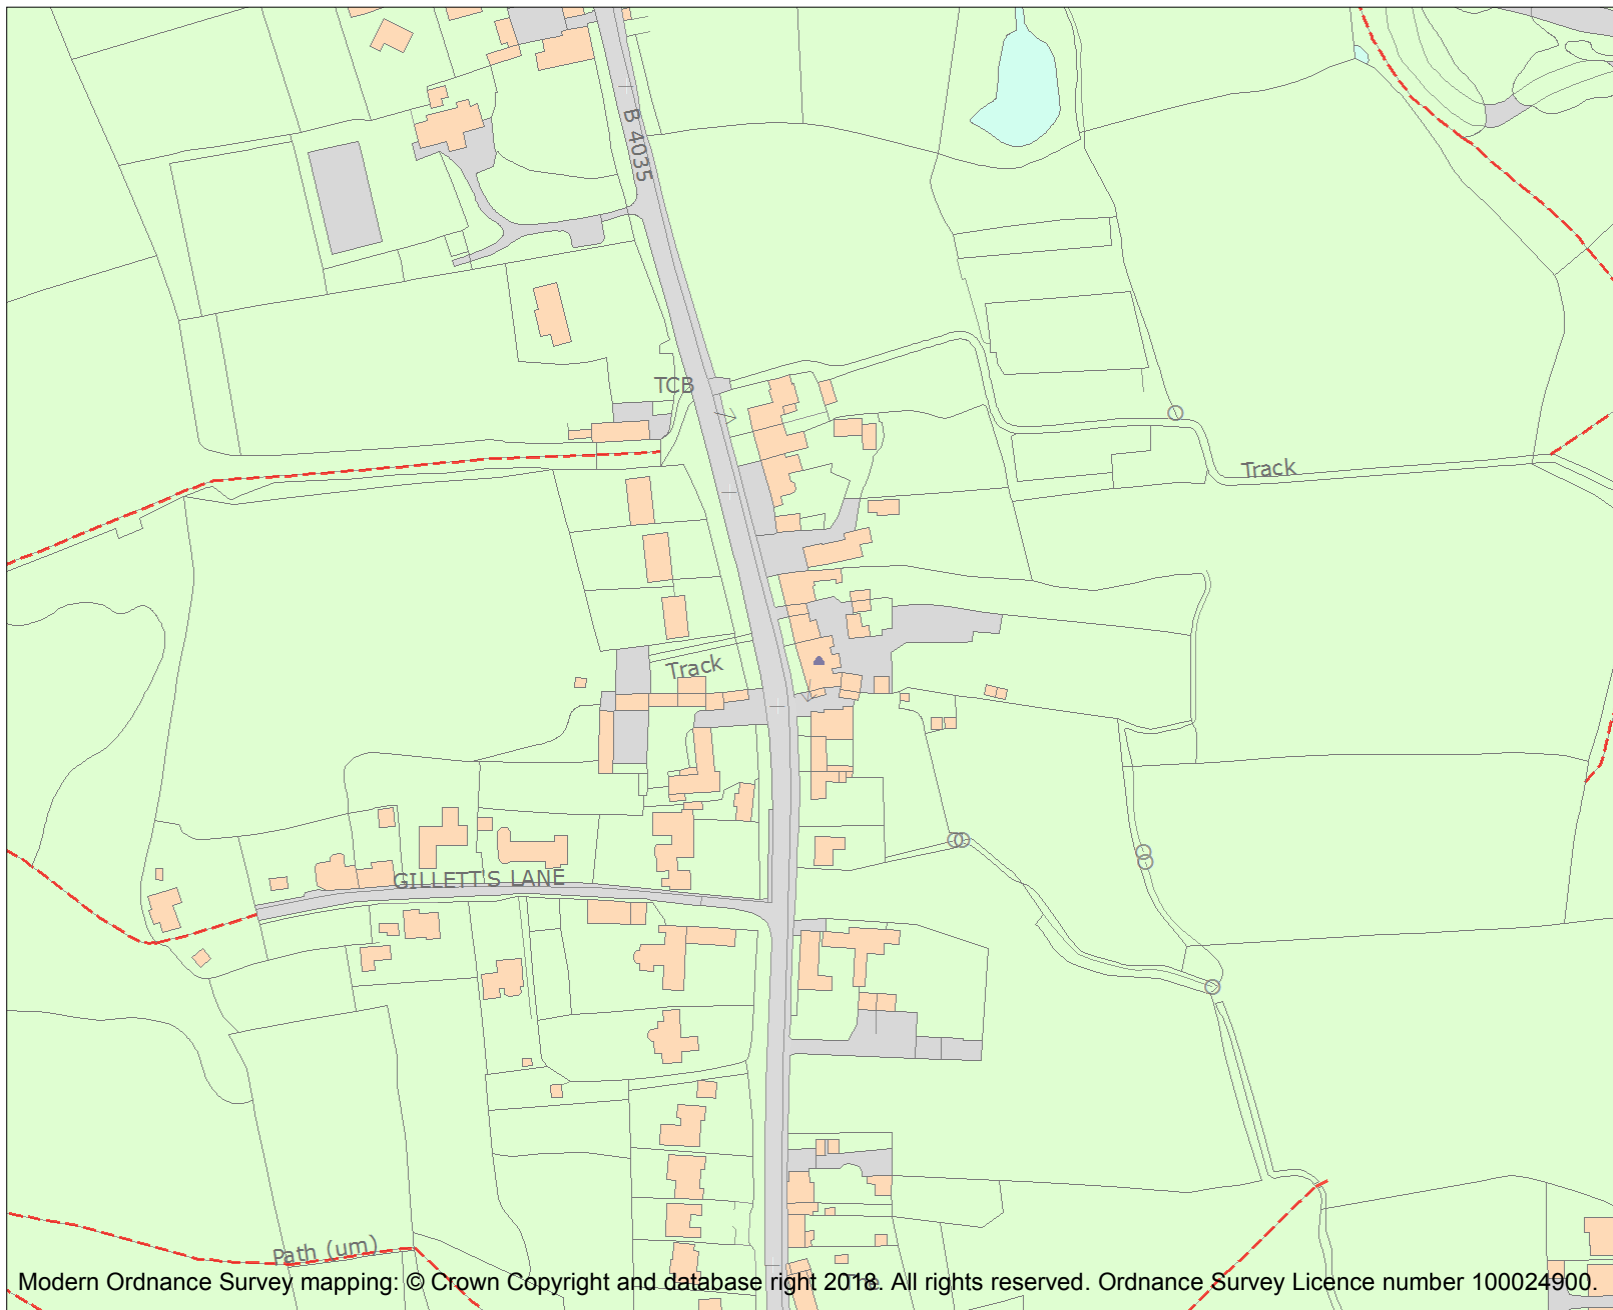 B 4035
TCB
Track
Track
GILLETT'S LANE
Path (um)
The
Modern Ordnance Survey mapping: © Crown Copyright and database right 2018. All rights reserved. Ordnance Survey Licence number 100024900.